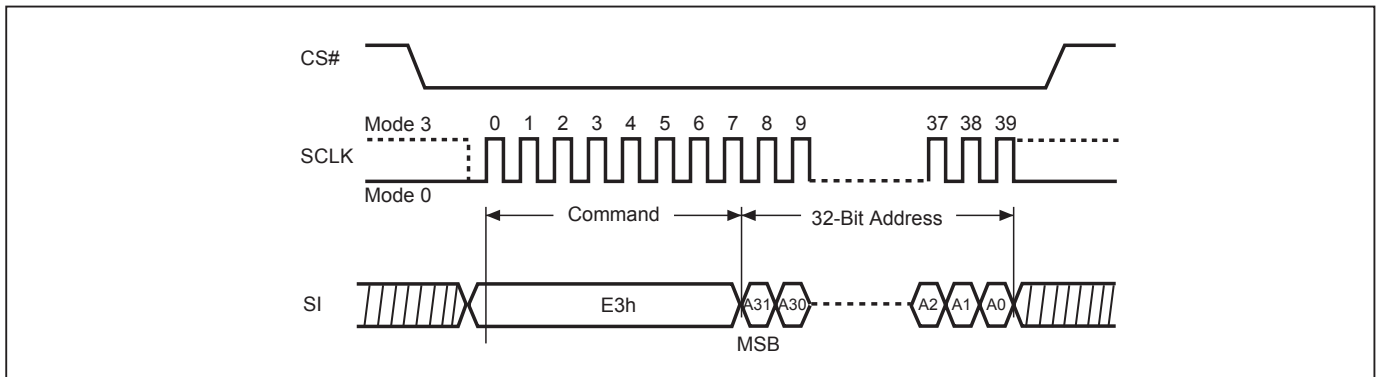 CS#
Mode 3
0 1 2 3 4 5 6 7 8 9 37 38 39
SCLK
Mode 0
Command
32-Bit Address
SI
E3h
A31 A30 A2 A1 A0
MSB